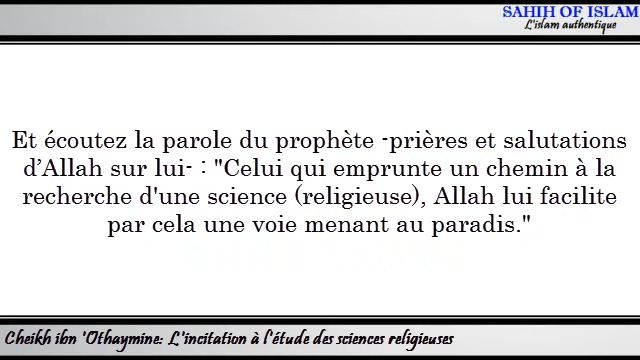 SAHIH OF ISLAM
L'islam authentique
Et écoutez la parole du prophète -prières et salutations
d’Allah sur lui- : "Celui qui emprunte un chemin à la
recherche d'une science (religieuse), Allah lui facilite
par cela une voie menant au paradis."
Cheikh ibn 'Othaymine: L'incitation à l'étude des sciences religieuses